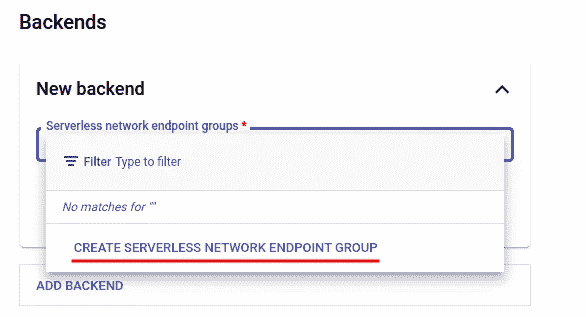 Backends
New backend
Serverless network endpoint groups *
Filter Type to filter
No matches for ""
CREATE SERVERLESS NETWORK ENDPOINT GROUP
ADD BACKEND